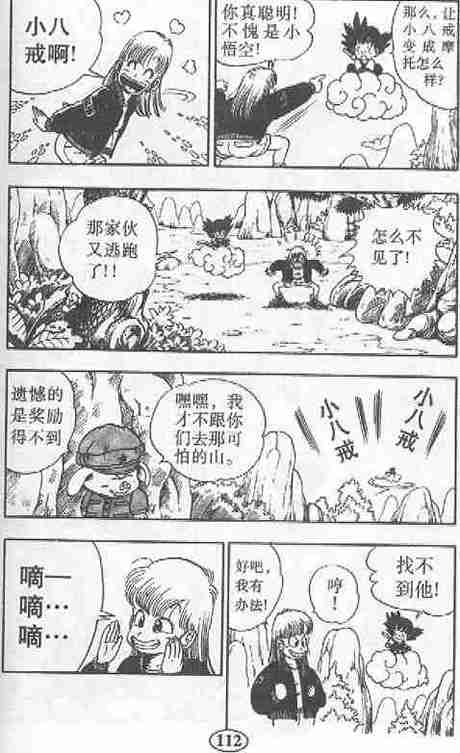 那么,让
小八戒
变成摩
托怎么
样?
你真聪明!
不愧是小
悟空!
小八
戒啊!
怎么不
见了!
那家伙
又逃跑
了!!
小八戒
小八戒
嘿嘿,我
才不跟你
们去那可
怕的山。
遗憾的
是奖励
得不到
找不
到他!
哼!
好吧,
我有
办法!
嘀—
嘀…
嘀…
112